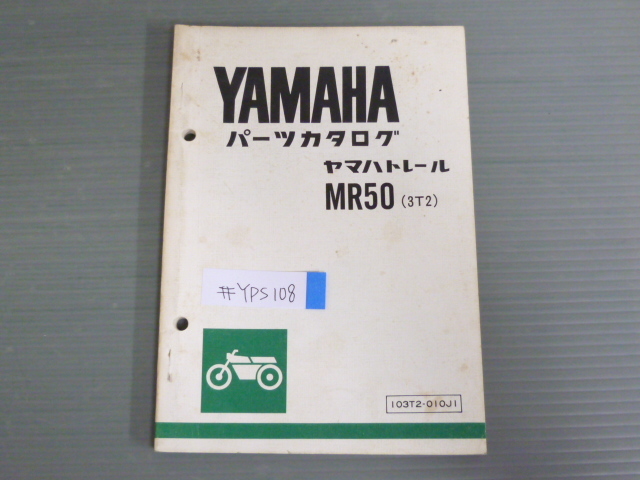 YAMAHA
パーツカタログ
ヤマハトレール
MR50 (3T2)
#YPS108
103T2-010J1